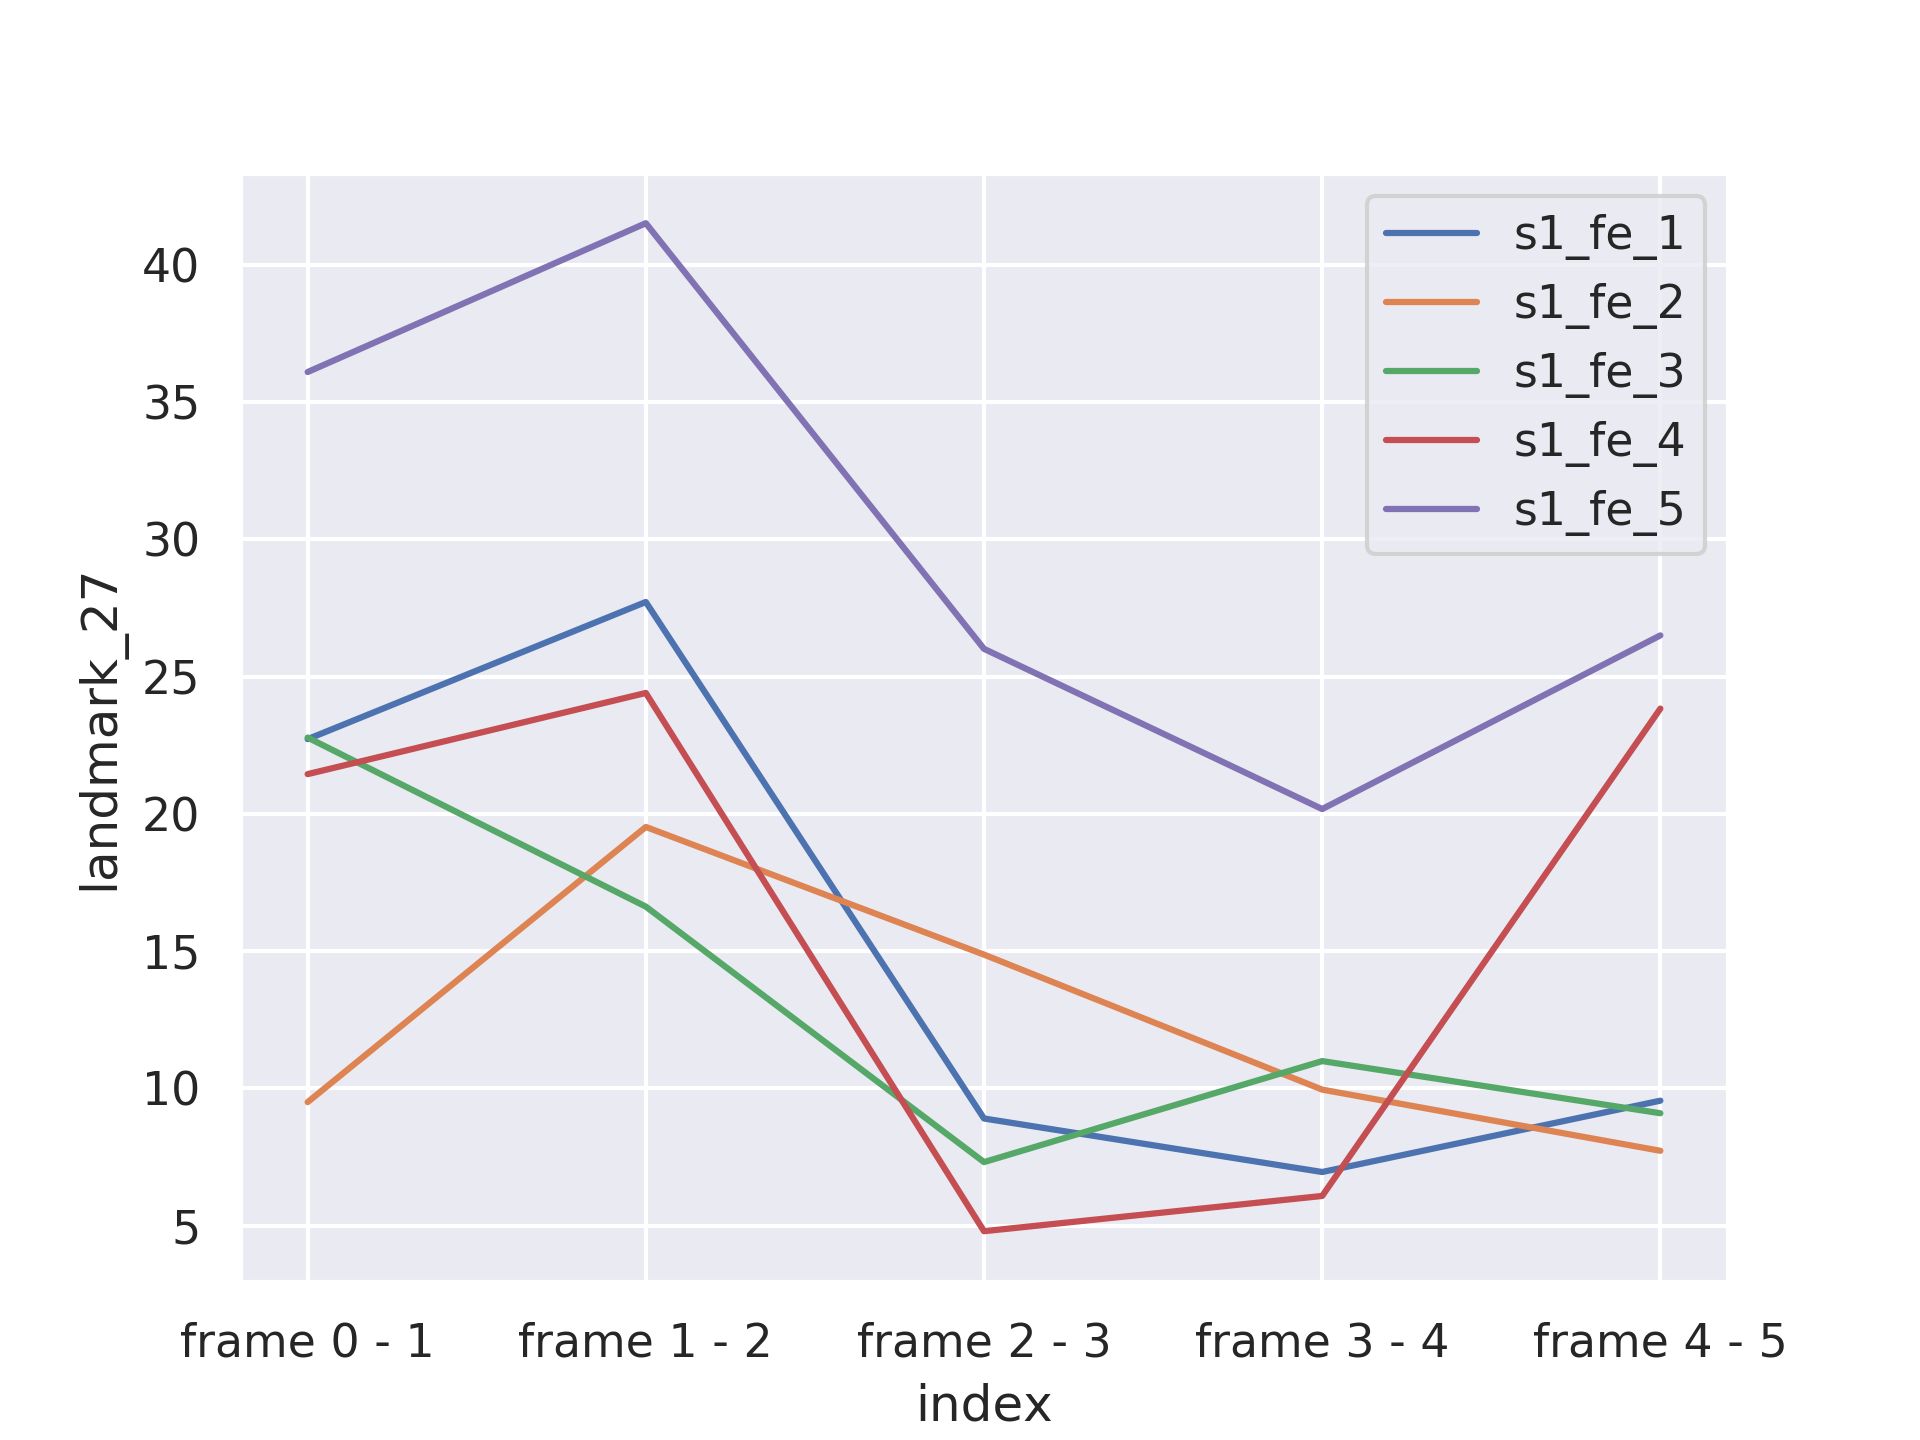 40
35
30
25
20
15
10
5
landmark_27
s1_fe_1
s1_fe_2
s1_fe_3
s1_fe_4
s1_fe_5
frame 0 - 1 frame 1 - 2 frame 2 - 3 frame 3 - 4 frame 4 - 5
index